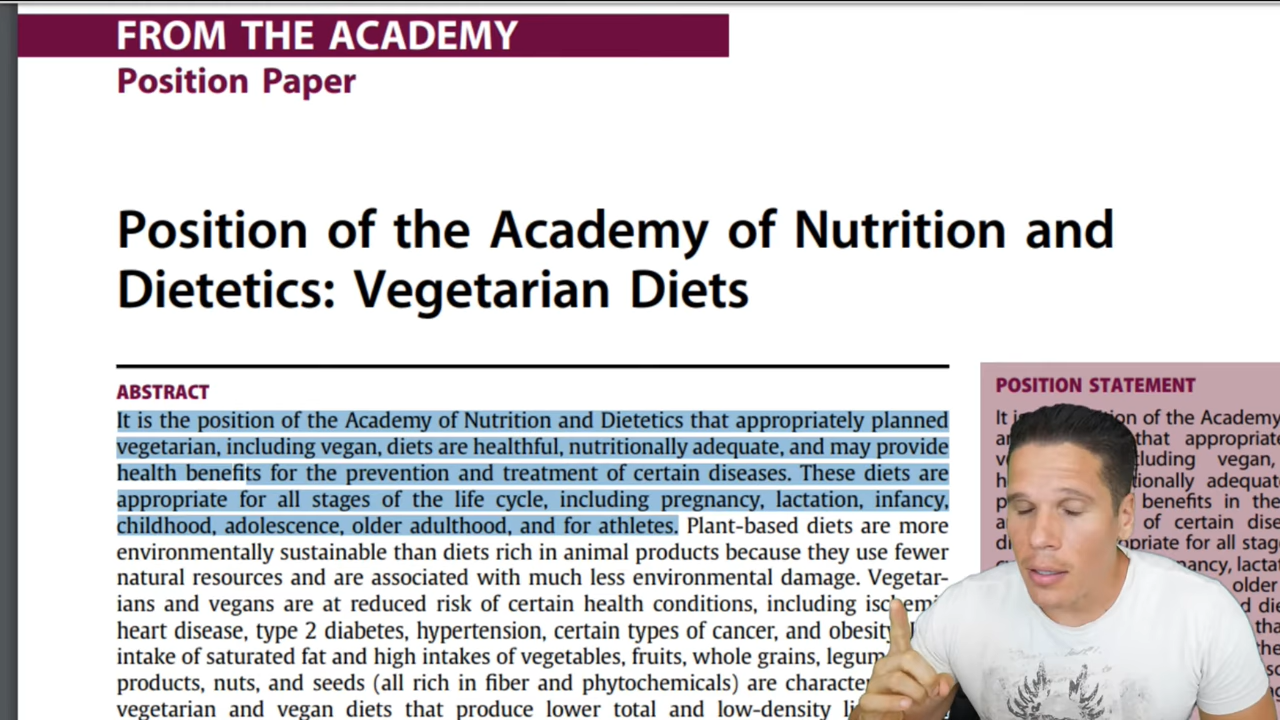 FROM THE ACADEMY
Position Paper
Position of the Academy of Nutrition and
Dietetics: Vegetarian Diets
ABSTRACT
It is the position of the Academy of Nutrition and Dietetics that appropriately planned
vegetarian, including vegan, diets are healthful, nutritionally adequate, and may provide
health benefits for the prevention and treatment of certain diseases. These diets are
appropriate for all stages of the life cycle, including pregnancy, lactation, infancy,
childhood, adolescence, older adulthood, and for athletes. Plant-based diets are more
environmentally sustainable than diets rich in animal products because they use fewer
natural resources and are associated with much less environmental damage. Vegetar-
ians and vegans are at reduced risk of certain health conditions, including
heart disease, type 2 diabetes, hypertension, certain types of cancer, and obesity
intake of saturated fat and high intakes of vegetables, fruits, whole grains,
products, nuts, and seeds (all rich in fiber and phytochemicals) are
vegetarian and vegan diets that produce lower total and low-density
POSITION STATEMENT
It of the Academy
that
vegan,
benefits in the
of certain
for all
older